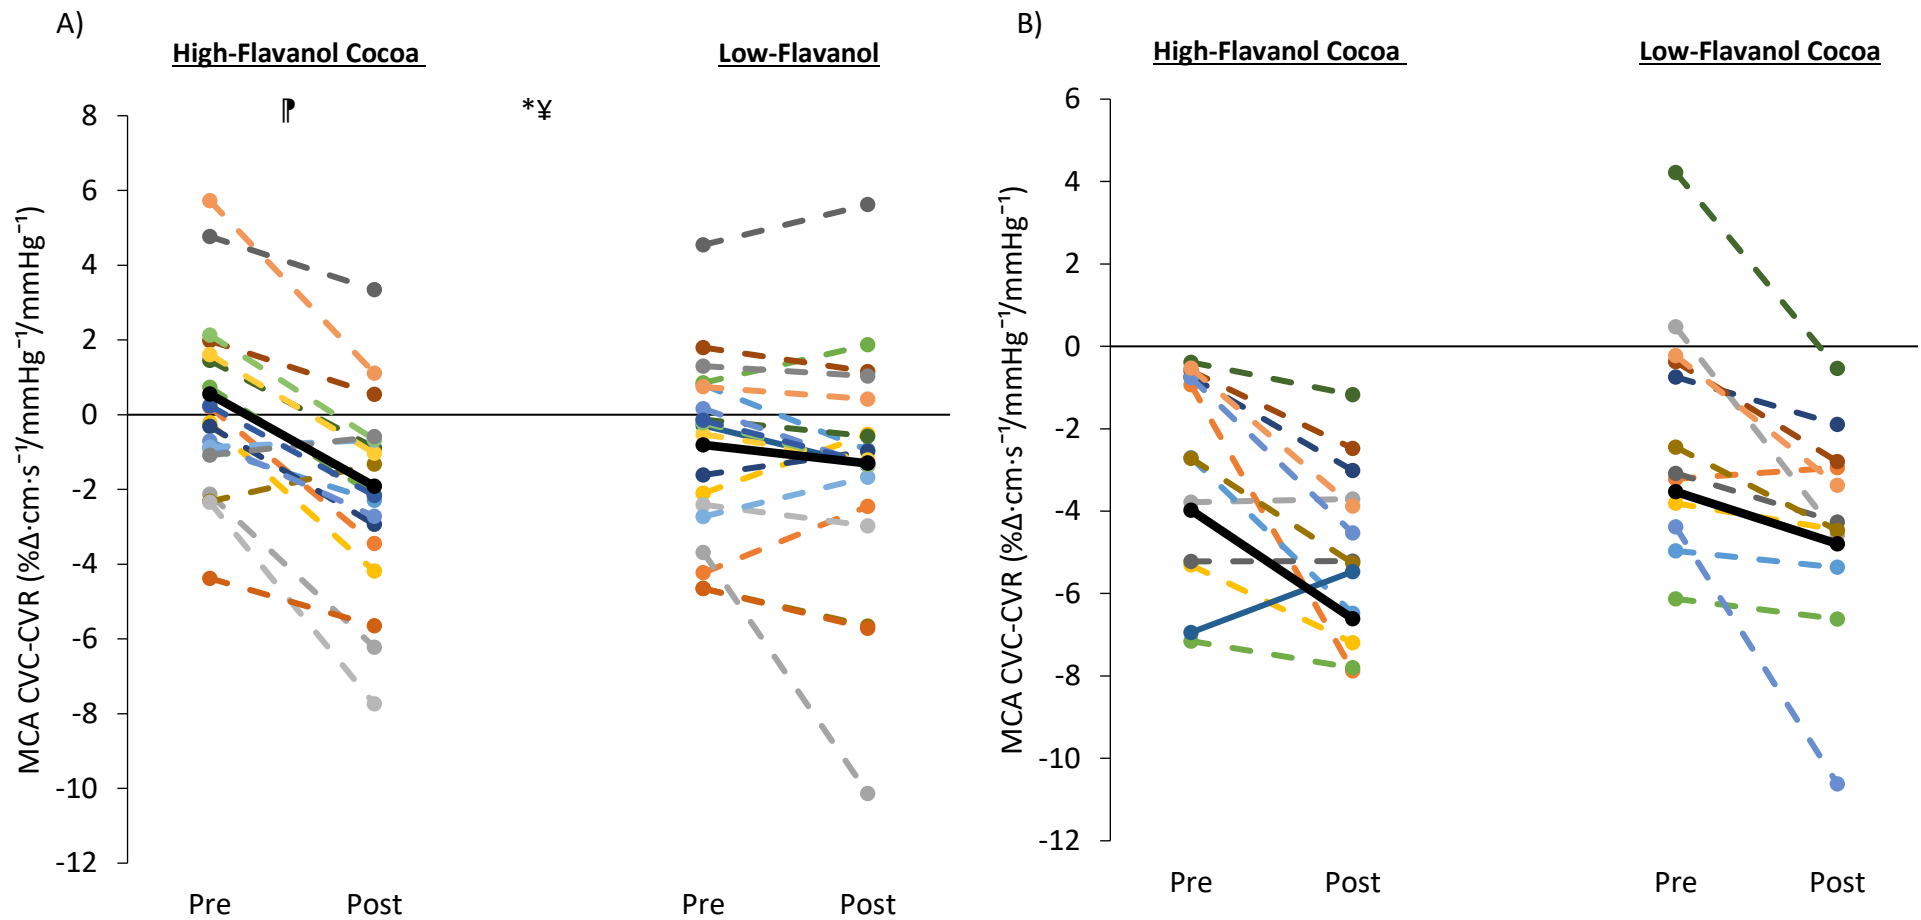 A)
High-Flavanol Cocoa
Low-Flavanol
⁋
*¥
MCA CVC-CVR (%Δ·cm·s⁻¹/mmHg⁻¹/mmHg⁻¹)
8
6
4
2
0
-2
-4
-6
-8
-10
-12
Pre
Post
Pre
Post
B)
High-Flavanol Cocoa
Low-Flavanol Cocoa
MCA CVC-CVR (%Δ·cm·s⁻¹/mmHg⁻¹/mmHg⁻¹)
6
4
2
0
-2
-4
-6
-8
-10
-12
Pre
Post
Pre
Post